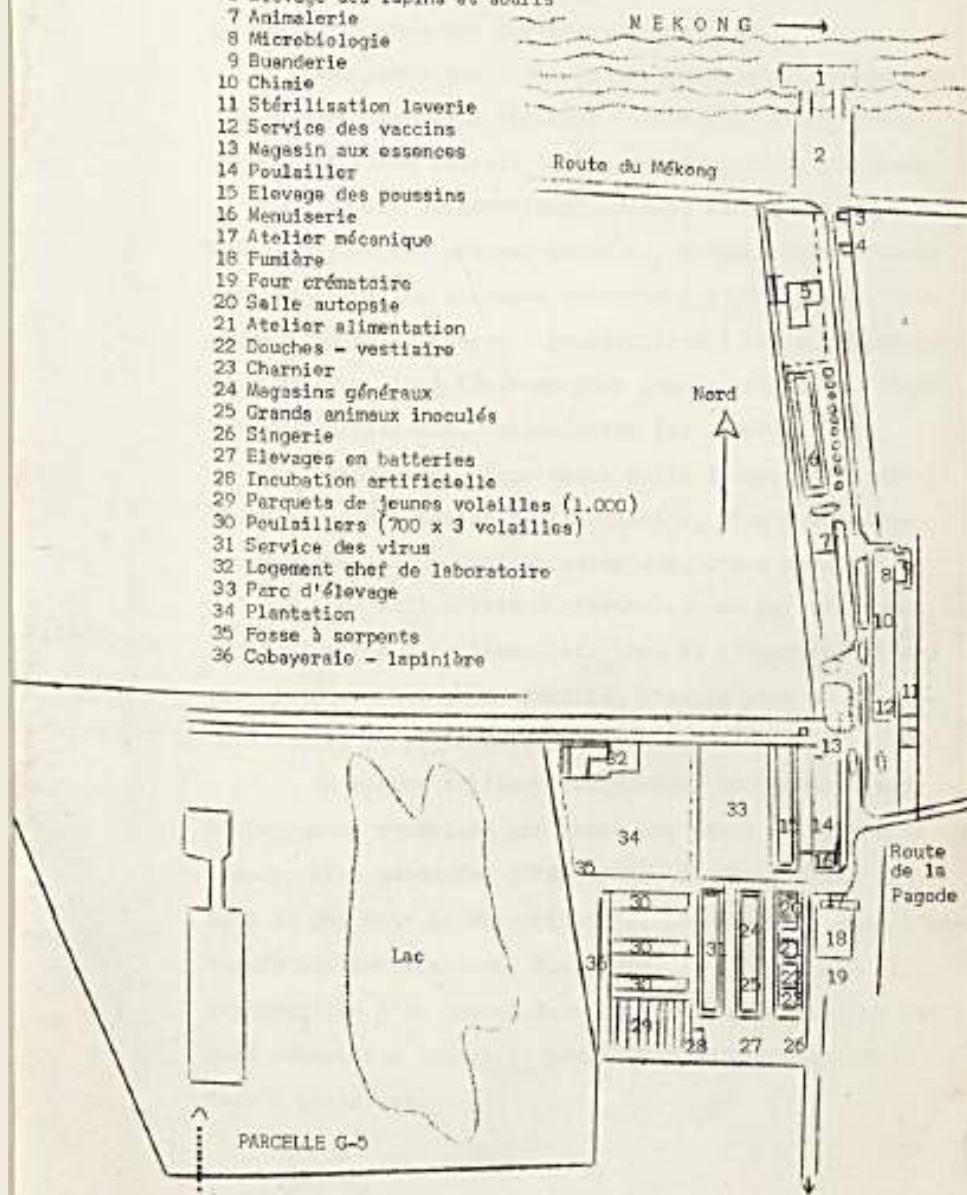 7 Animalerie
8 Microbiologie
9 Buanderie
10 Chimie
11 Stérilisation laverie
12 Service des vaccins
13 Magasin aux essences
14 Poulailler
15 Elevage des poussins
16 Menuiserie
17 Atelier mécanique
18 Fumière
19 Four crématoire
20 Salle autopsie
21 Atelier alimentation
22 Douches - vestiaire
23 Charnier
24 Magasins généraux
25 Grands animaux inoculés
26 Singerie
27 Elevages en batteries
28 Incubation artificielle
29 Parquets de jeunes volailles (1.000)
30 Poulaillers (700 x 3 volailles)
31 Service des virus
32 Logement chef de laboratoire
33 Parc d'élevage
34 Plantation
35 Fosse à serpents
36 Cobayeraie - lapinière
MEKONG
1
2
Route du Mékong
3
4
5
Nord
6
7
8
10
11
12
13
32
33
34
15
14
16
35
Route
de la
Pagode
17
30
24
18
30
31
36
Lac
19
22
30
25
23
29
28
27
26
PARCELLE G-5